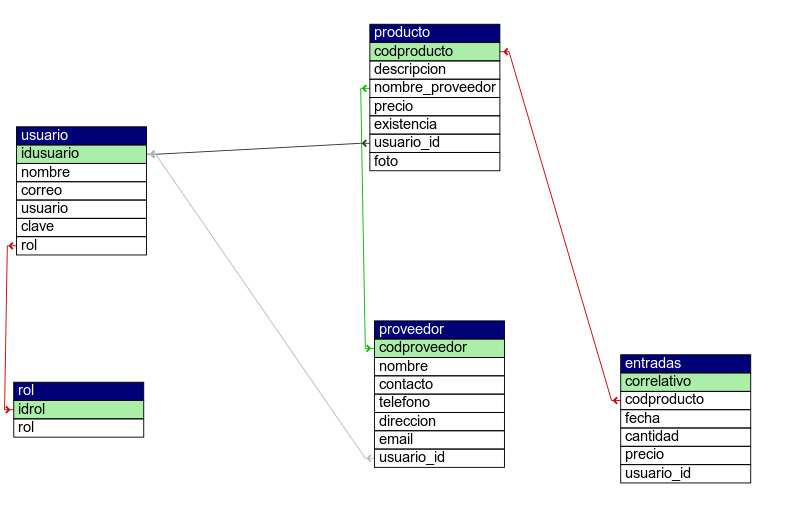 producto
codproducto
descripcion
nombre_proveedor
precio
existencia
usuario_id
foto
usuario
idusuario
nombre
correo
usuario
clave
rol
proveedor
codproveedor
nombre
contacto
telefono
direccion
email
usuario_id
entradas
correlativo
codproducto
fecha
cantidad
precio
usuario_id
rol
idrol
rol